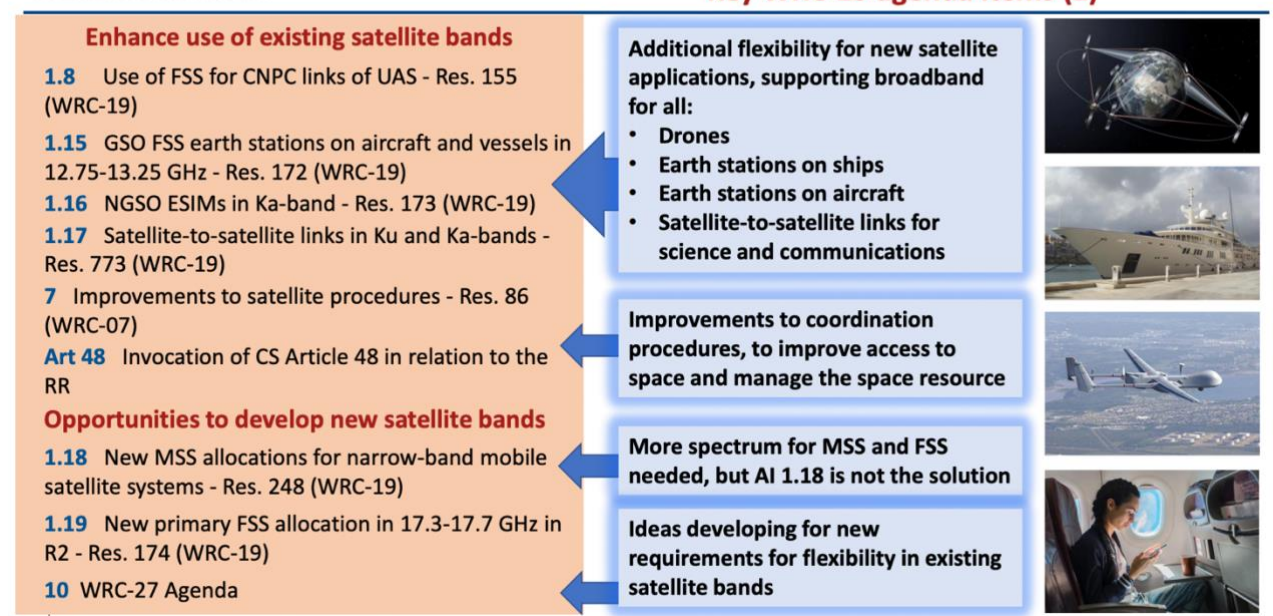 Enhance use of existing satellite bands
1.8 Use of FSS for CNPC links of UAS - Res. 155
(WRC-19)
1.15 GSO FSS earth stations on aircraft and vessels in
12.75-13.25 GHz - Res. 172 (WRC-19)
1.16 NGSO ESIMs in Ka-band - Res. 173 (WRC-19)
1.17 Satellite-to-satellite links in Ku and Ka-bands -
Res. 773 (WRC-19)
7 Improvements to satellite procedures - Res. 86
(WRC-07)
Art 48 Invocation of CS Article 48 in relation to the
RR
Opportunities to develop new satellite bands
1.18 New MSS allocations for narrow-band mobile
satellite systems - Res. 248 (WRC-19)
1.19 New primary FSS allocation in 17.3-17.7 GHz in
R2 - Res. 174 (WRC-19)
10 WRC-27 Agenda
Additional flexibility for new satellite
applications, supporting broadband
for all:
• Drones
• Earth stations on ships
• Earth stations on aircraft
• Satellite-to-satellite links for
science and communications
Improvements to coordination
procedures, to improve access to
space and manage the space resource
More spectrum for MSS and FSS
needed, but AI 1.18 is not the solution
Ideas developing for new
requirements for flexibility in existing
satellite bands